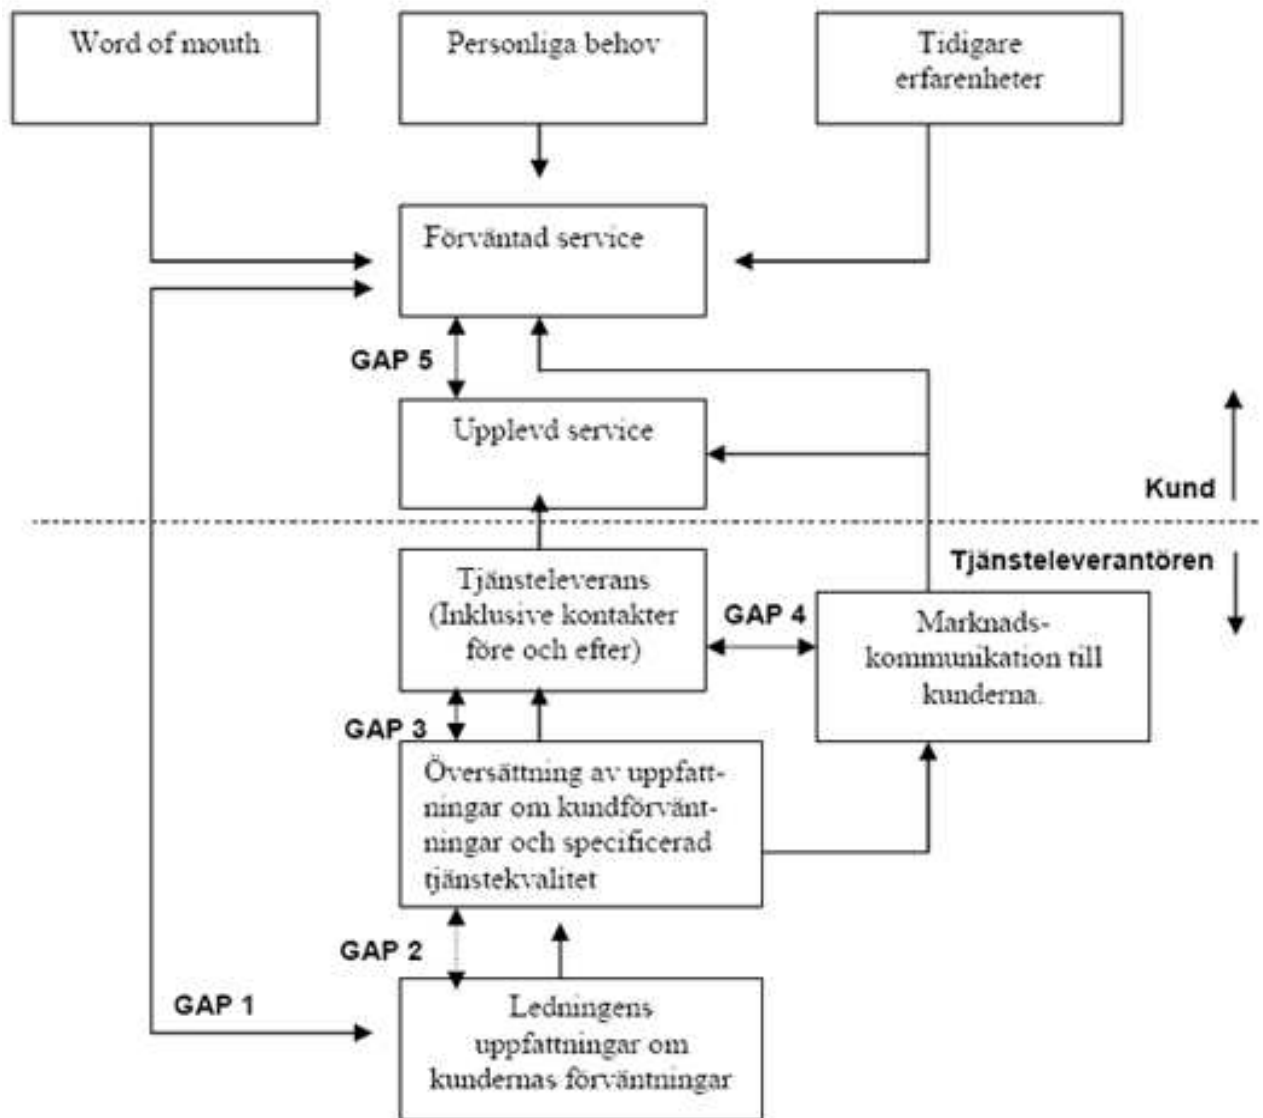 Word of mouth
Personliga behov
Tidigare
erfarenheter
Förväntad service
GAP 5
Upplevd service
Kund
Tjänsteleverantören
Tjänsteleverans
(Inklusive kontakter
före och efter)
GAP 4
Marknads-
kommunikation till
kunderna.
GAP 3
Översättning av uppfatt-
ningar om kundförvänt-
ningar och specificerad
tjänstekvalitet
GAP 2
GAP 1
Ledningens
uppfattningar om
kundernas förväntningar